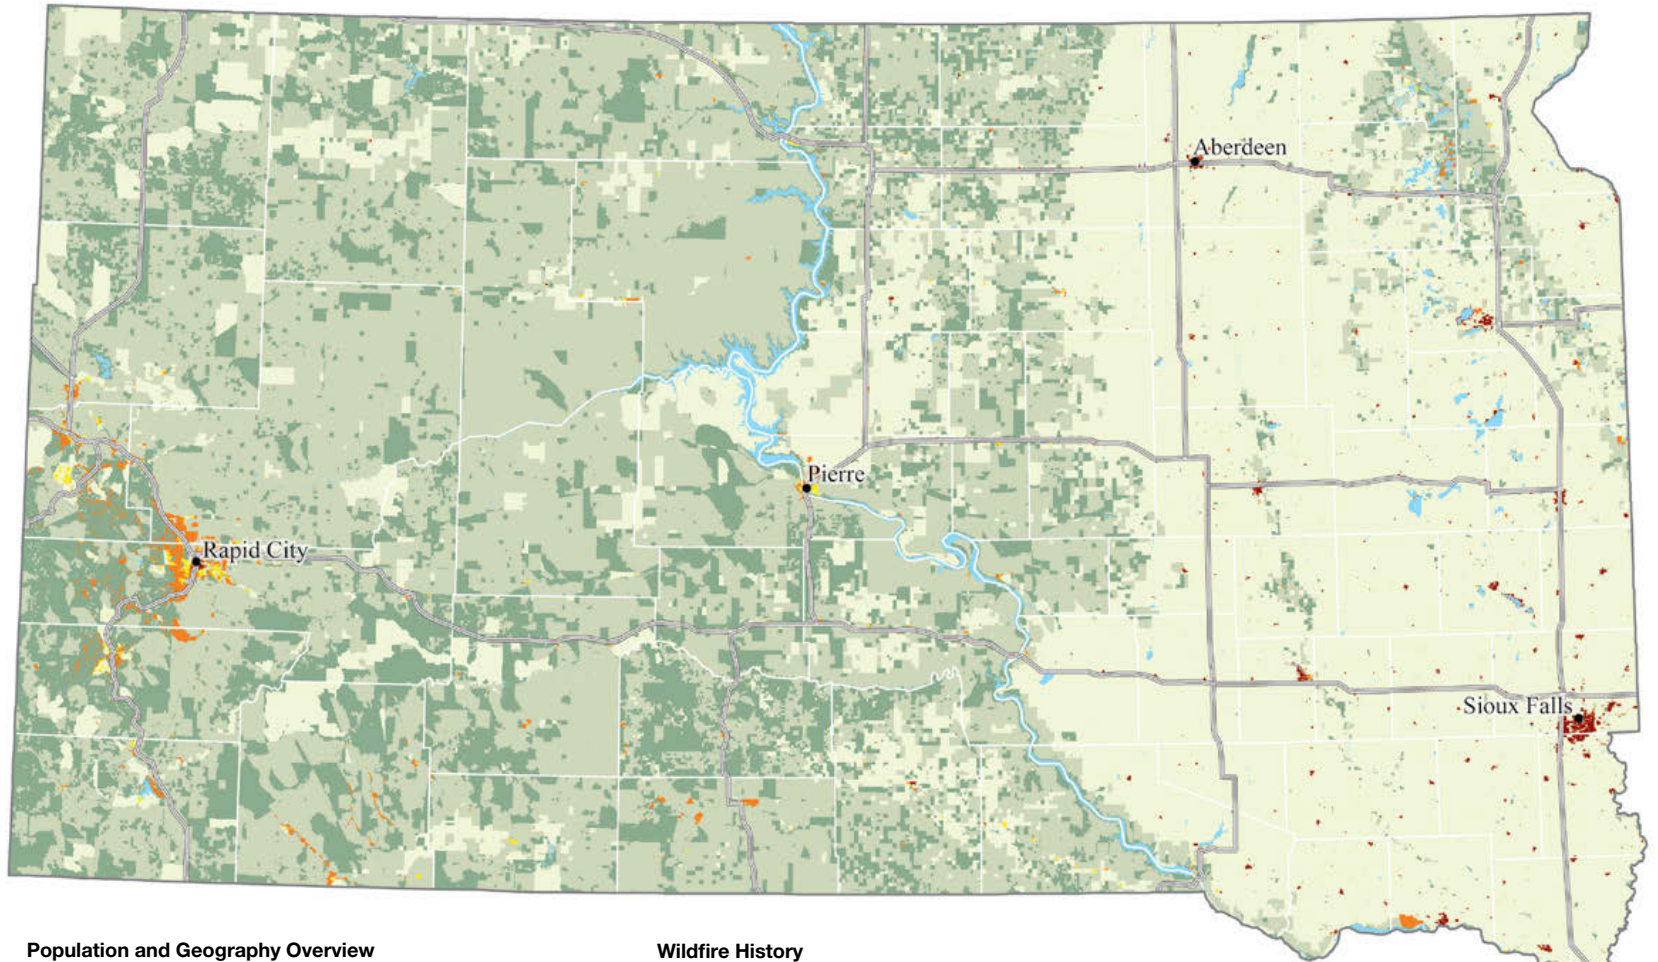 Aberdeen
Pierre
Rapid City
Sioux Falls
Population and Geography Overview
Wildfire History